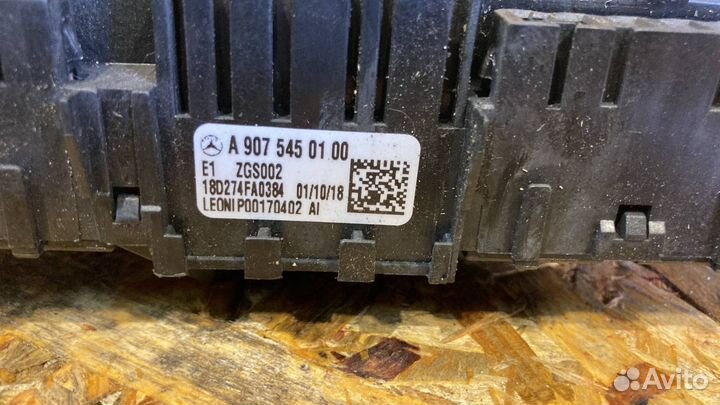 A 907 545 01 00
E1 ZGS002
18D274FA0384 01/10/18
LEONI P00170402 AI
Avito